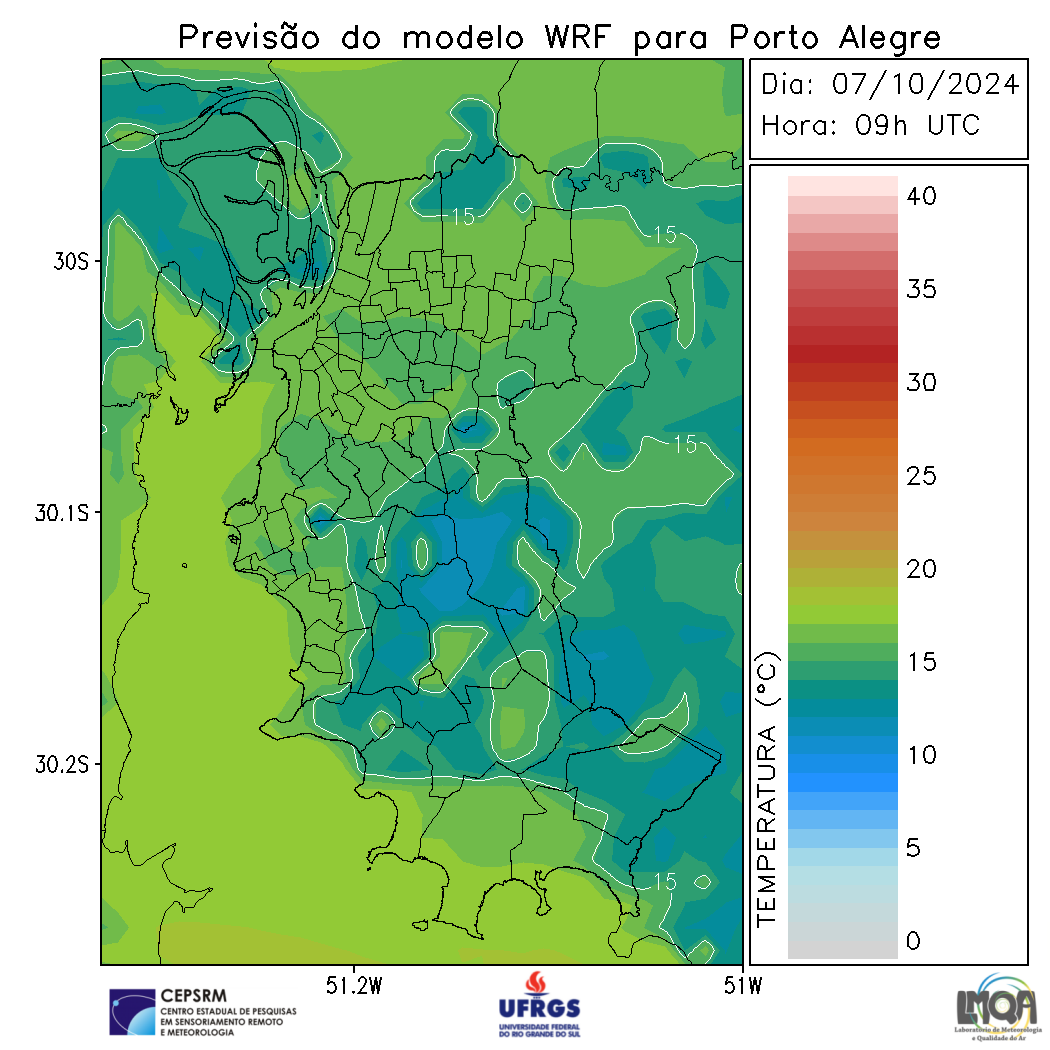 Previsão do modelo WRF para Porto Alegre
Dia: 07/10/2024
Hora: 09h UTC
30S
30.1S
30.2S
51.2W
51W
15
15
15
15
TEMPERATURA (°C)
40
35
30
25
20
15
10
5
0
CEPSRM
CENTRO ESTADUAL DE PESQUISAS
EM SENSORIAMENTO REMOTO
E METEOROLOGIA
UFRGS
UNIVERSIDADE FEDERAL
DO RIO GRANDE DO SUL
LMQA
Laboratório de Meteorologia
e Qualidade do Ar